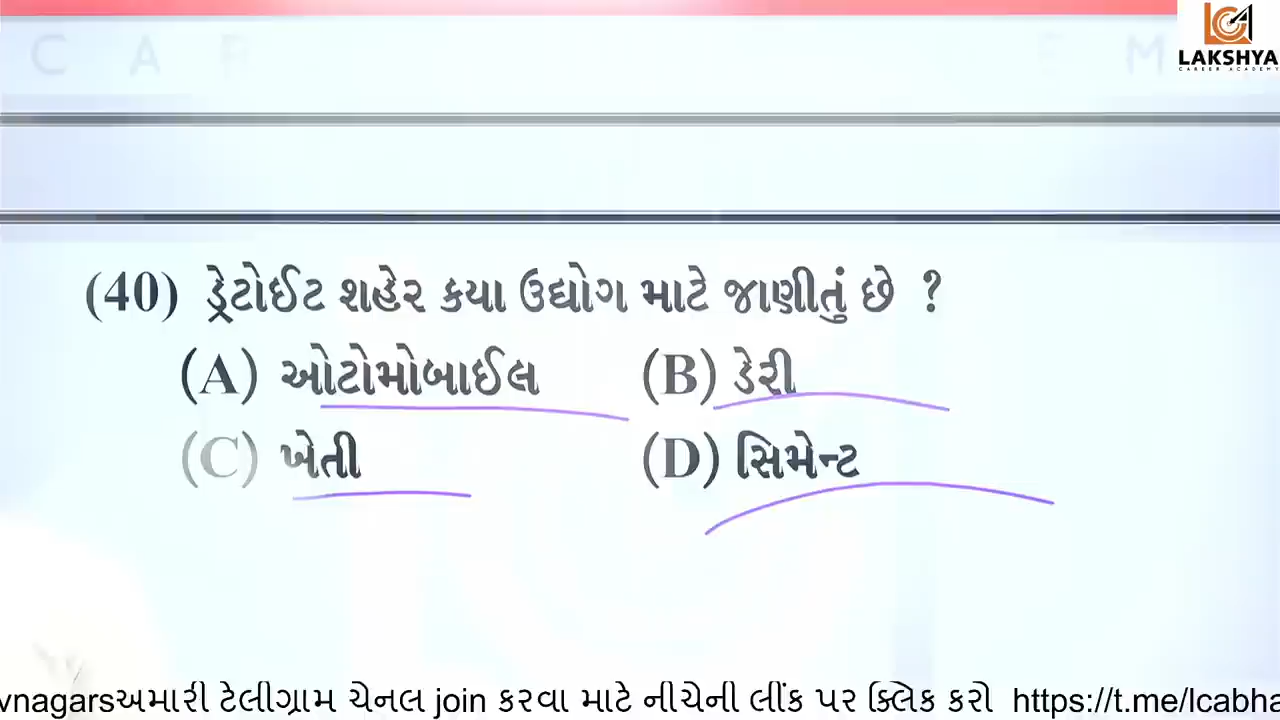 C A R E M
LAKSHYA
CAREER ACADEMY
(40) ડ્રેટોઈટ શહેર કયા ઉદ્યોગ માટે જાણીતું છે ?
(A) ઓટોમોબાઈલ (B) ડેરી
(C) ખેતી (D) સિમેન્ટ
vnagarsઅમારી ટેલીગ્રામ ચેનલ join કરવા માટે નીચેની લીંક પર ક્લિક કરો https://t.me/lcabha